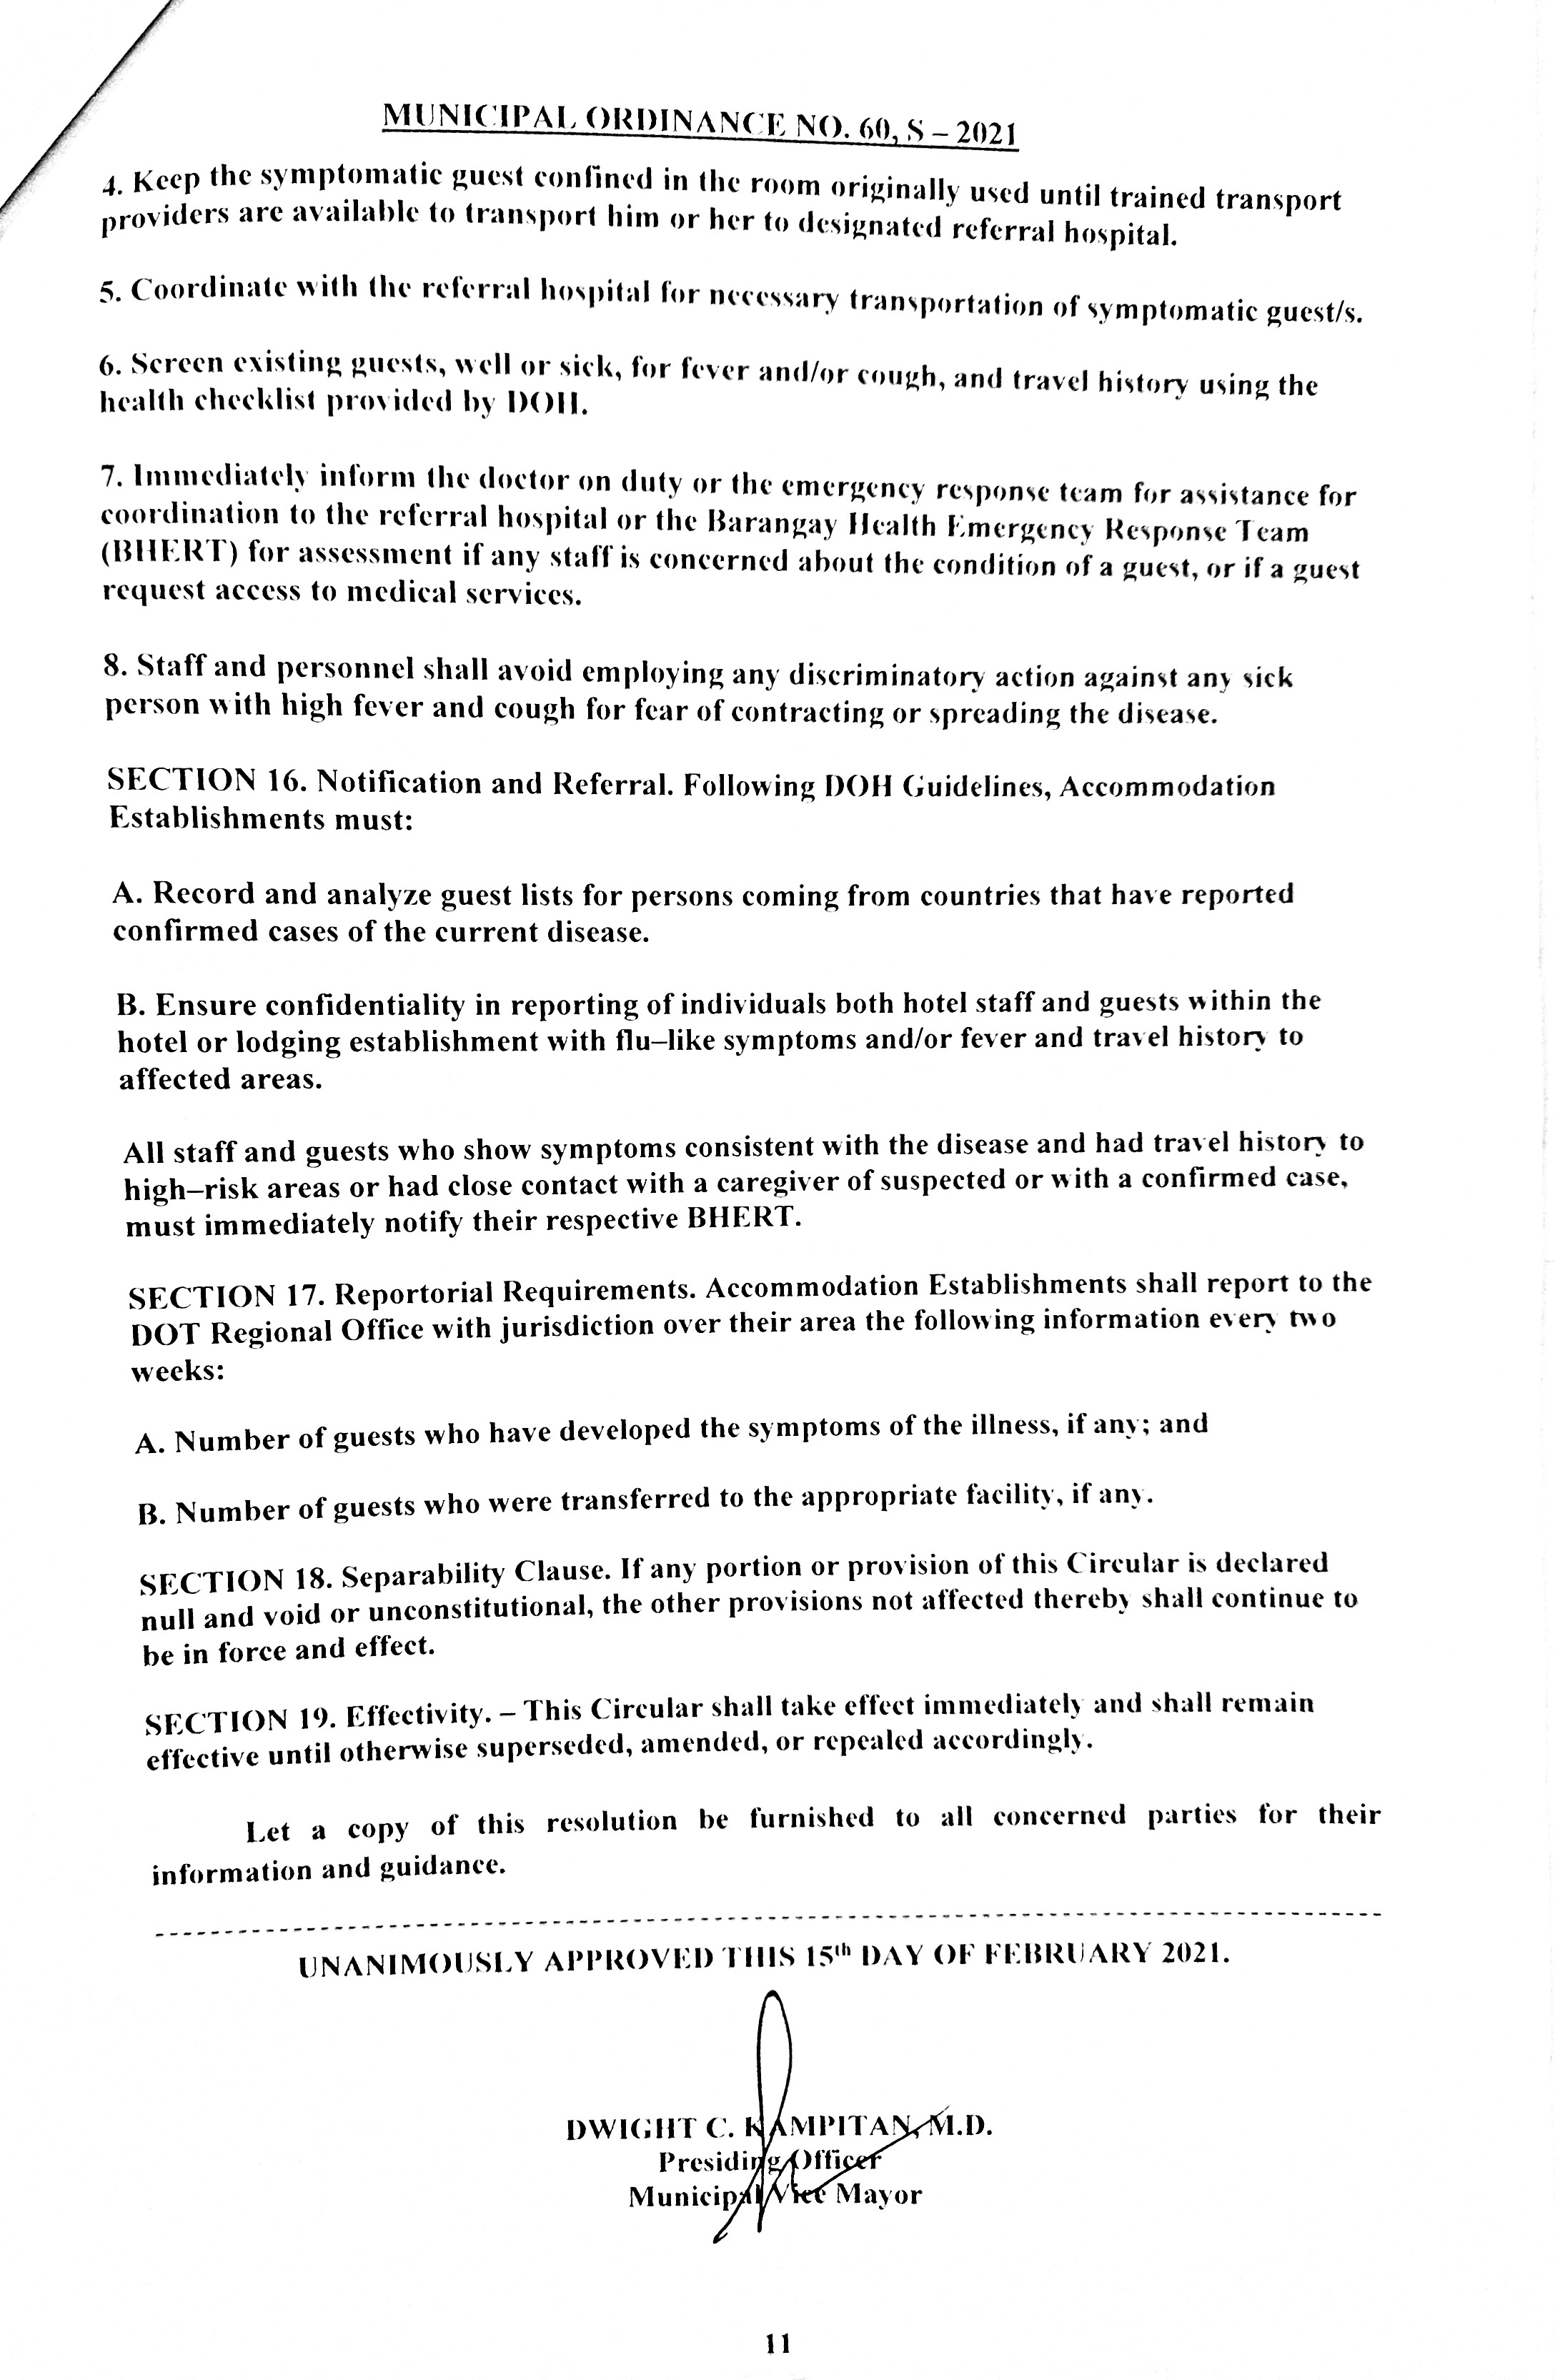 MUNICIPAL ORDINANCE NO. 60, S – 2021
4. Keep the symptomatic guest confined in the room originally used until trained transport
providers are available to transport him or her to designated referral hospital.
5. Coordinate with the referral hospital for necessary transportation of symptomatic guest/s.
6. Screen existing guests, well or sick, for fever and/or cough, and travel history using the
health checklist provided by DOH.
7. Immediately inform the doctor on duty or the emergency response team for assistance for
coordination to the referral hospital or the Barangay Health Emergency Response Team
(BHERT) for assessment if any staff is concerned about the condition of a guest, or if a guest
request access to medical services.
8. Staff and personnel shall avoid employing any discriminatory action against any sick
person with high fever and cough for fear of contracting or spreading the disease.
SECTION 16. Notification and Referral. Following DOH Guidelines, Accommodation
Establishments must:
A. Record and analyze guest lists for persons coming from countries that have reported
confirmed cases of the current disease.
B. Ensure confidentiality in reporting of individuals both hotel staff and guests within the
hotel or lodging establishment with flu–like symptoms and/or fever and travel history to
affected areas.
All staff and guests who show symptoms consistent with the disease and had travel history to
high–risk areas or had close contact with a caregiver of suspected or with a confirmed case,
must immediately notify their respective BHERT.
SECTION 17. Reportorial Requirements. Accommodation Establishments shall report to the
DOT Regional Office with jurisdiction over their area the following information every two
weeks:
A. Number of guests who have developed the symptoms of the illness, if any; and
B. Number of guests who were transferred to the appropriate facility, if any.
SECTION 18. Separability Clause. If any portion or provision of this Circular is declared
null and void or unconstitutional, the other provisions not affected thereby shall continue to
be in force and effect.
SECTION 19. Effectivity. – This Circular shall take effect immediately and shall remain
effective until otherwise superseded, amended, or repealed accordingly.
Let a copy of this resolution be furnished to all concerned parties for their
information and guidance.
UNANIMOUSLY APPROVED THIS 15th DAY OF FEBRUARY 2021.
DWIGHT C. KAMPITAN, M.D.
Presiding Officer
Municipal Vice Mayor
11